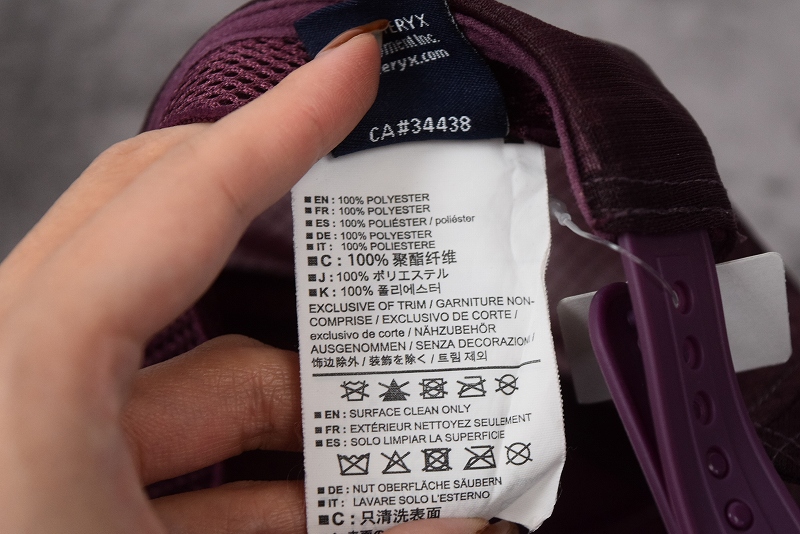 ERYX
ment Inc.
eryx.com
CA#34438
EN : 100% POLYESTER
FR : 100% POLYESTER
ES : 100% POLIÉSTER / poliéster
DE : 100% POLYESTER
IT : 100% POLIESTERE
C : 100% 聚酯纤维
J : 100% ポリエステル
K : 100% 폴리에스터
EXCLUSIVE OF TRIM / GARNITURE NON-
COMPRISE / EXCLUSIVO DE CORTE /
exclusivo de corte / NÄHZUBEHÖR
AUSGENOMMEN / SENZA DECORAZIONI /
饰边除外 / 装飾を除く / 트림 제외
EN : SURFACE CLEAN ONLY
FR : EXTÉRIEUR NETTOYEZ SEULEMENT
ES : SOLO LIMPIAR LA SUPERFICIE
DE : NUT OBERFLÄCHE SÄUBERN
IT : LAVARE SOLO L'ESTERNO
C : 只清洗表面